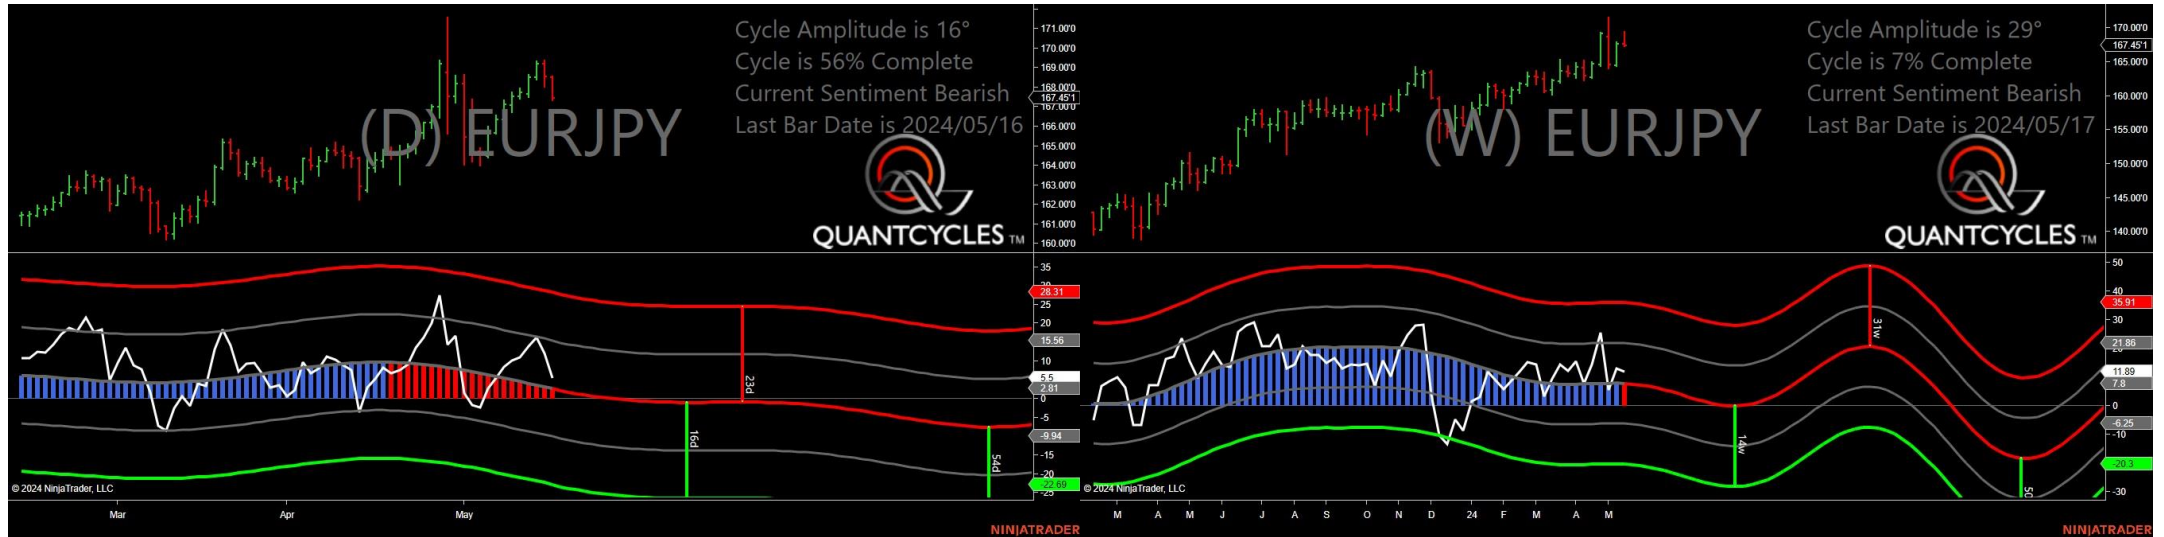 Cycle Amplitude is 16°
Cycle is 56% Complete
Current Sentiment Bearish
Last Bar Date is 2024/05/16
(D) EURJPY
QUANTCYCLES TM
171.00'0
170.00'0
169.00'0
168.00'0
167.45'1
167.00'0
166.00'0
165.00'0
164.00'0
163.00'0
162.00'0
161.00'0
160.00'0
35
28.31
25
20
15.56
10
5.5
2.81
0
-5
-9.94
-15
-20
-22.69
-25
23d
16d
54d
© 2024 NinjaTrader, LLC
Mar Apr May
NINJATRADER
Cycle Amplitude is 29°
Cycle is 7% Complete
Current Sentiment Bearish
Last Bar Date is 2024/05/17
(W) EURJPY
QUANTCYCLES TM
170.00'0
167.45'1
165.00'0
160.00'0
155.00'0
150.00'0
145.00'0
140.00'0
50
40
35.91
30
21.86
11.89
7.8
0
-6.25
-10
-20.3
-30
31w
14w
© 2024 NinjaTrader, LLC
M A M J J A S O N D 24 F M A M
NINJATRADER